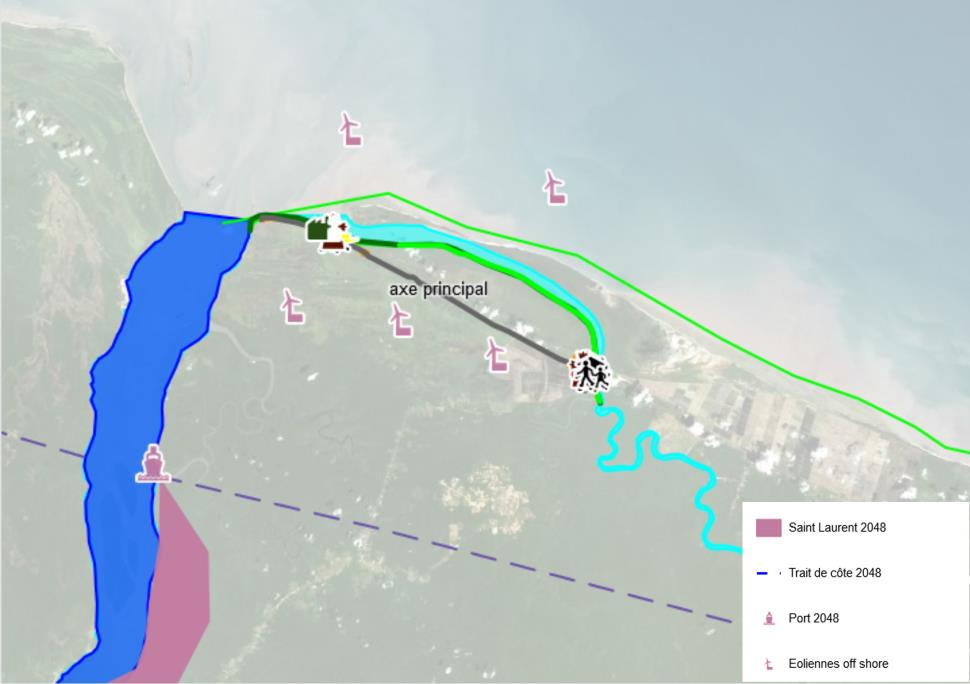 axe principal
Saint Laurent 2048
Trait de côte 2048
Port 2048
Eoliennes off shore